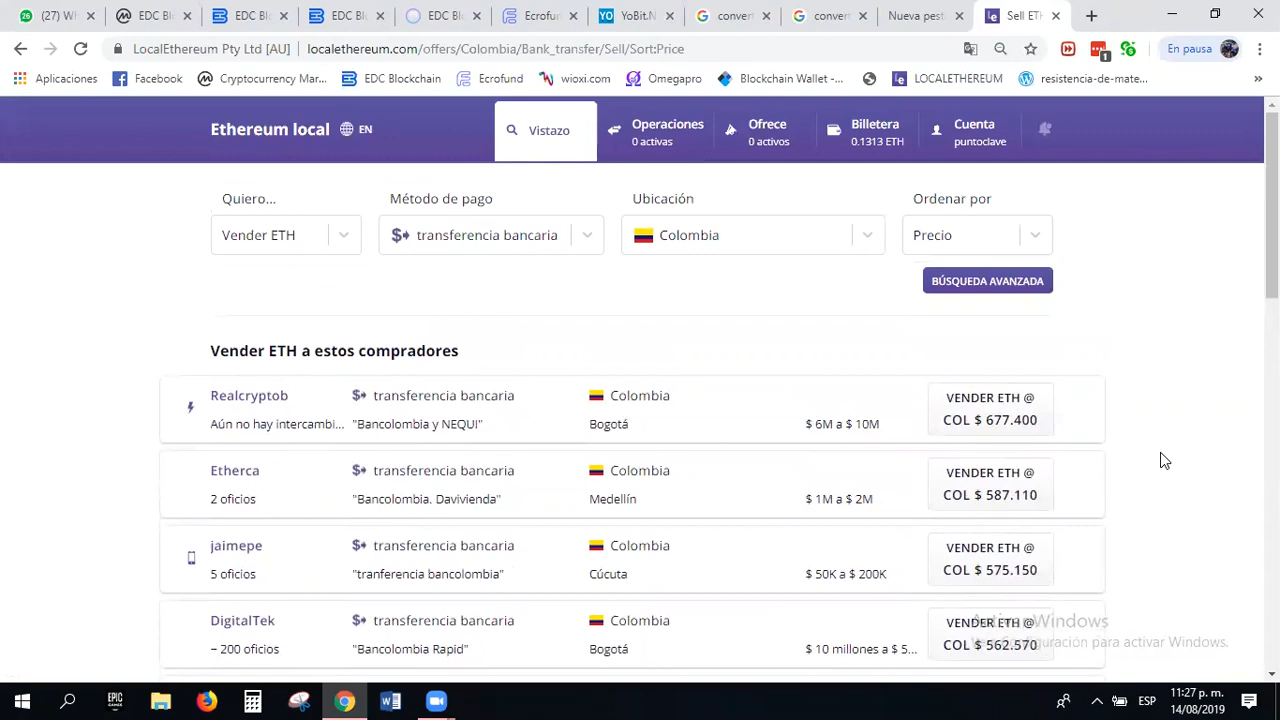 (27) Wh
EDC Bl
EDC Bl
EDC Bl
EDC Bl
Ecrofun
YoBit.N
conver
conver
Nueva pest
Sell ETH
LocalEthereum Pty Ltd [AU] localethereum.com/offers/Colombia/Bank_transfer/Sell/Sort:Price
En pausa
Aplicaciones Facebook Cryptocurrency Mar... EDC Blockchain Ecrofund wioxi.com Omegapro Blockchain Wallet -... LOCALETHEREUM resistencia-de-mate... »
Ethereum local EN
Vistazo
Operaciones
0 activas
Ofrece
0 activos
Billetera
0.1313 ETH
Cuenta
puntoclave
Quiero... Método de pago Ubicación Ordenar por
Vender ETH transferencia bancaria Colombia Precio
BÚSQUEDA AVANZADA
Vender ETH a estos compradores
Realcryptob transferencia bancaria Colombia VENDER ETH @
Aún no hay intercambi... "Bancolombia y NEQUI" Bogotá $ 6M a $ 10M COL $ 677.400
Etherca transferencia bancaria Colombia VENDER ETH @
2 oficios "Bancolombia. Davivienda" Medellín $ 1M a $ 2M COL $ 587.110
jaimepe transferencia bancaria Colombia VENDER ETH @
5 oficios "tranferencia bancolombia" Cúcuta $ 50K a $ 200K COL $ 575.150
DigitalTek transferencia bancaria Colombia VENDER ETH @
~ 200 oficios "Bancolombia Rapid" Bogotá $ 10 millones a $ 5... COL $ 562.570
Activar Windows
Ve a Configuración para activar Windows.
ESP
11:27 p. m.
14/08/2019